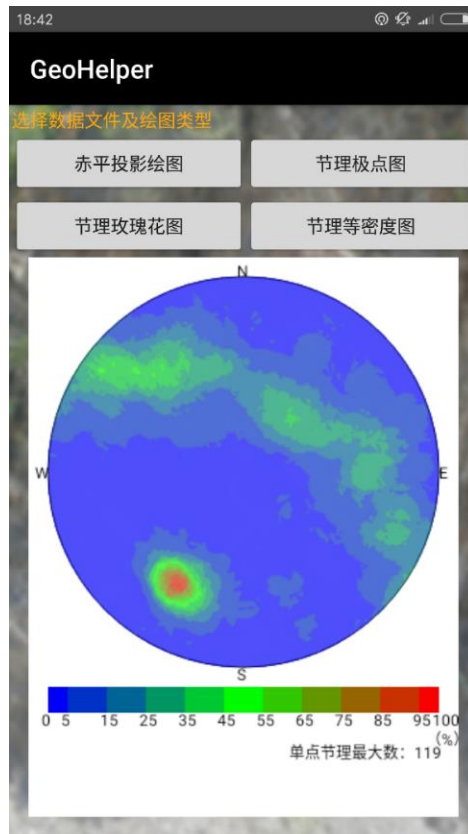 18:42
GeoHelper
选择数据文件及绘图类型
赤平投影绘图 节理极点图
节理玫瑰花图 节理等密度图
N
W E
S
0 5 15 25 35 45 55 65 75 85 95 100
(%)
单点节理最大数：119